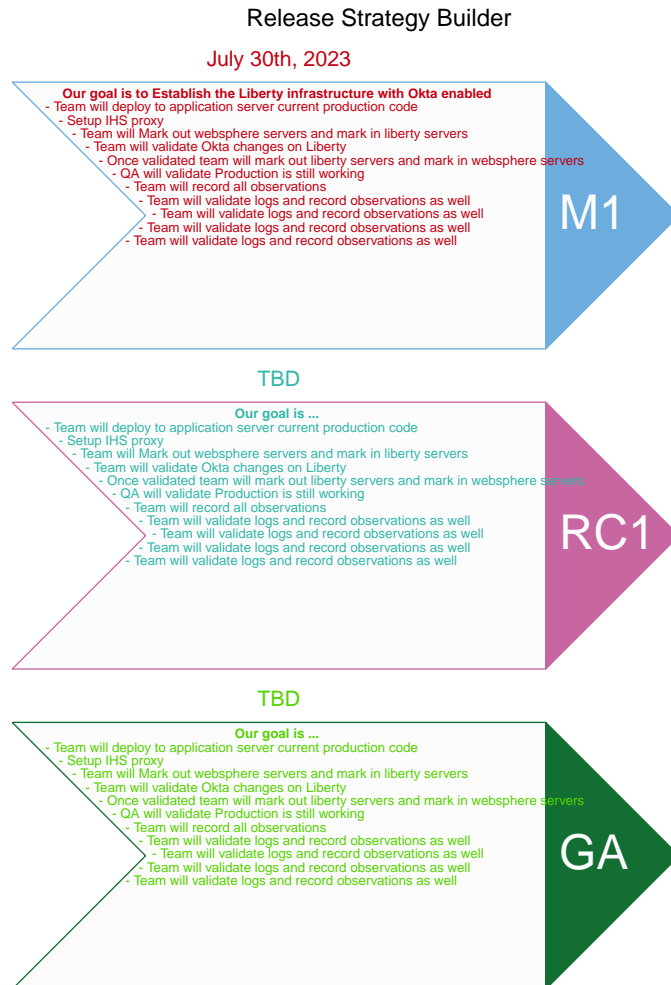 Release Strategy Builder
July 30th, 2023
Our goal is to Establish the Liberty infrastructure with Okta enabled
- Team will deploy to application server current production code
- Setup IHS proxy
- Team will Mark out websphere servers and mark in liberty servers
- Team will validate Okta changes on Liberty
- Once validated team will mark out liberty servers and mark in websphere servers
- QA will validate Production is still working
- Team will record all observations
- Team will validate logs and record observations as well
- Team will validate logs and record observations as well
- Team will validate logs and record observations as well
- Team will validate logs and record observations as well
M1
TBD
Our goal is ...
- Team will deploy to application server current production code
- Setup IHS proxy
- Team will Mark out websphere servers and mark in liberty servers
- Team will validate Okta changes on Liberty
- Once validated team will mark out liberty servers and mark in websphere servers
- QA will validate Production is still working
- Team will record all observations
- Team will validate logs and record observations as well
- Team will validate logs and record observations as well
- Team will validate logs and record observations as well
- Team will validate logs and record observations as well
RC1
TBD
Our goal is ...
- Team will deploy to application server current production code
- Setup IHS proxy
- Team will Mark out websphere servers and mark in liberty servers
- Team will validate Okta changes on Liberty
- Once validated team will mark out liberty servers and mark in websphere servers
- QA will validate Production is still working
- Team will record all observations
- Team will validate logs and record observations as well
- Team will validate logs and record observations as well
- Team will validate logs and record observations as well
- Team will validate logs and record observations as well
GA